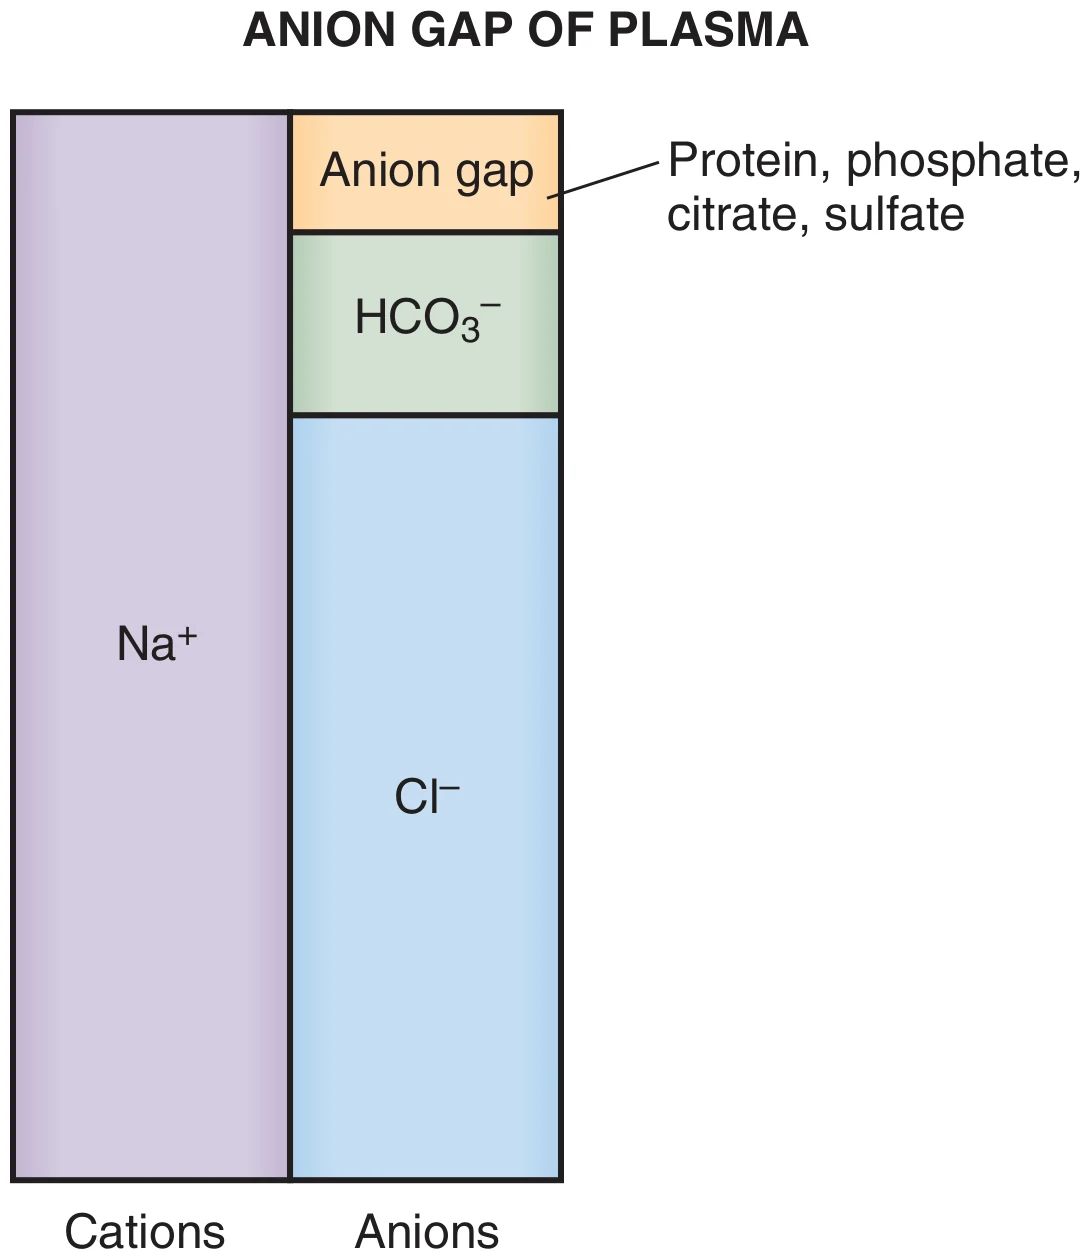 ANION GAP OF PLASMA
Anion gap
Protein, phosphate,
citrate, sulfate
HCO₃⁻
Na⁺
Cl⁻
Cations
Anions